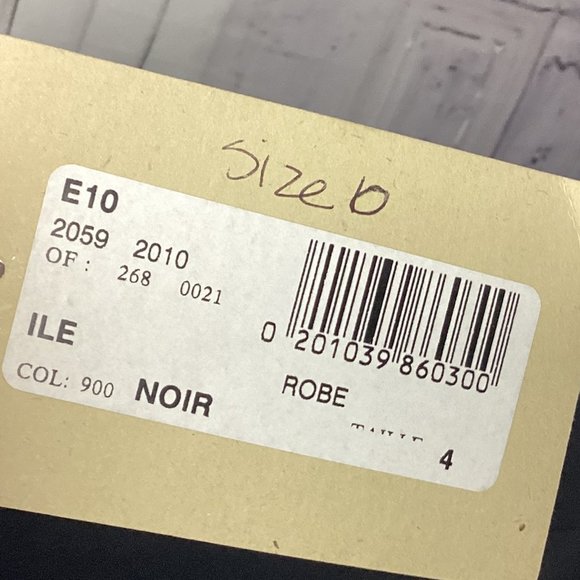 size 6
E10
2059 2010
OF: 268 0021
0 201039 860300
ILE
ROBE
COL: 900 NOIR
4